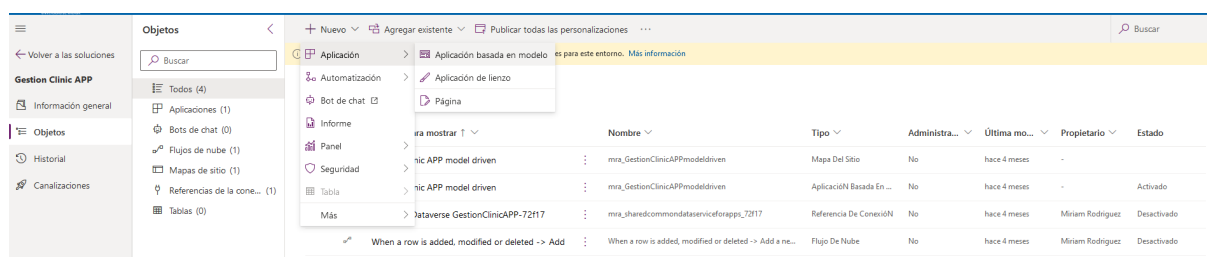 Objetos
Nuevo Agregar existente Publicar todas las personalizaciones ...
Buscar
Volver a las soluciones
Gestion Clinic APP
Información general
Objetos
Historial
Canalizaciones
Buscar
Todos (4)
Aplicaciones (1)
Bots de chat (0)
Flujos de nube (1)
Mapas de sitio (1)
Referencias de la cone... (1)
Tablas (0)
es para este entorno. Más información
Aplicación
Automatización
Bot de chat
Informe
Panel
Seguridad
Tabla
Más
Aplicación basada en modelo
Aplicación de lienzo
Página
ra mostrar ↑ Nombre Tipo Administra... Última mo... Propietario Estado
nic APP model driven mra_GestionClinicAPPmodeldriven Mapa Del Sitio No hace 4 meses -
nic APP model driven mra_GestionClinicAPPmodeldriven AplicacióN Basada En ... No hace 4 meses - Activado
Dataverse GestionClinicAPP-72f17 mra_sharedcommondataserviceforapps_72f17 Referencia De ConexióN No hace 4 meses Miriam Rodriguez Desactivado
When a row is added, modified or deleted -> Add When a row is added, modified or deleted -> Add a ne... Flujo De Nube No hace 4 meses Miriam Rodriguez Desactivado